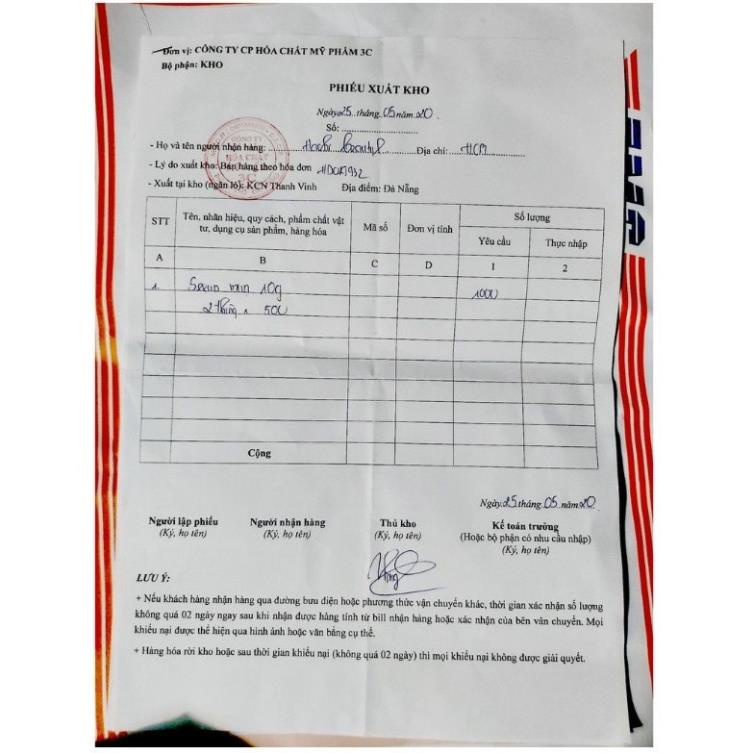 Đơn vị: CÔNG TY CP HÓA CHẤT MỸ PHẨM 3C
Bộ phận: KHO
PHIẾU XUẤT KHO
Ngày 25 tháng 05 năm 20
Số: ........................
- Họ và tên người nhận hàng: ........ Địa chỉ: HCM
- Lý do xuất kho: Bán hàng theo hóa đơn
- Xuất tại kho (ngăn lô): KCN Thanh Vinh Địa điểm: Đà Nẵng
CÔNG TY
HÓA CHẤT
3C
STT Tên, nhãn hiệu, quy cách, phẩm chất vật tư, dụng cụ sản phẩm, hàng hóa Mã số Đơn vị tính Số lượng
Yêu cầu Thực nhập
A B C D 1 2
1. Serum min 10g 1000
2 thùng x 500
Cộng
Ngày 25 tháng 05 năm 20
Người lập phiếu Người nhận hàng Thủ kho Kế toán trưởng
(Ký, họ tên) (Ký, họ tên) (Ký, họ tên) (Hoặc bộ phận có nhu cầu nhập)
(Ký, họ tên)
LƯU Ý:
+ Nếu khách hàng nhận hàng qua đường bưu điện hoặc phương thức vận chuyển khác, thời gian xác nhận số lượng
không quá 02 ngày ngay sau khi nhận được hàng tính từ bill nhận hàng hoặc xác nhận của bên vận chuyển. Mọi
khiếu nại được thể hiện qua hình ảnh hoặc văn bằng cụ thể.
+ Hàng hóa rời kho hoặc sau thời gian khiếu nại (không quá 02 ngày) thì mọi khiếu nại không được giải quyết.